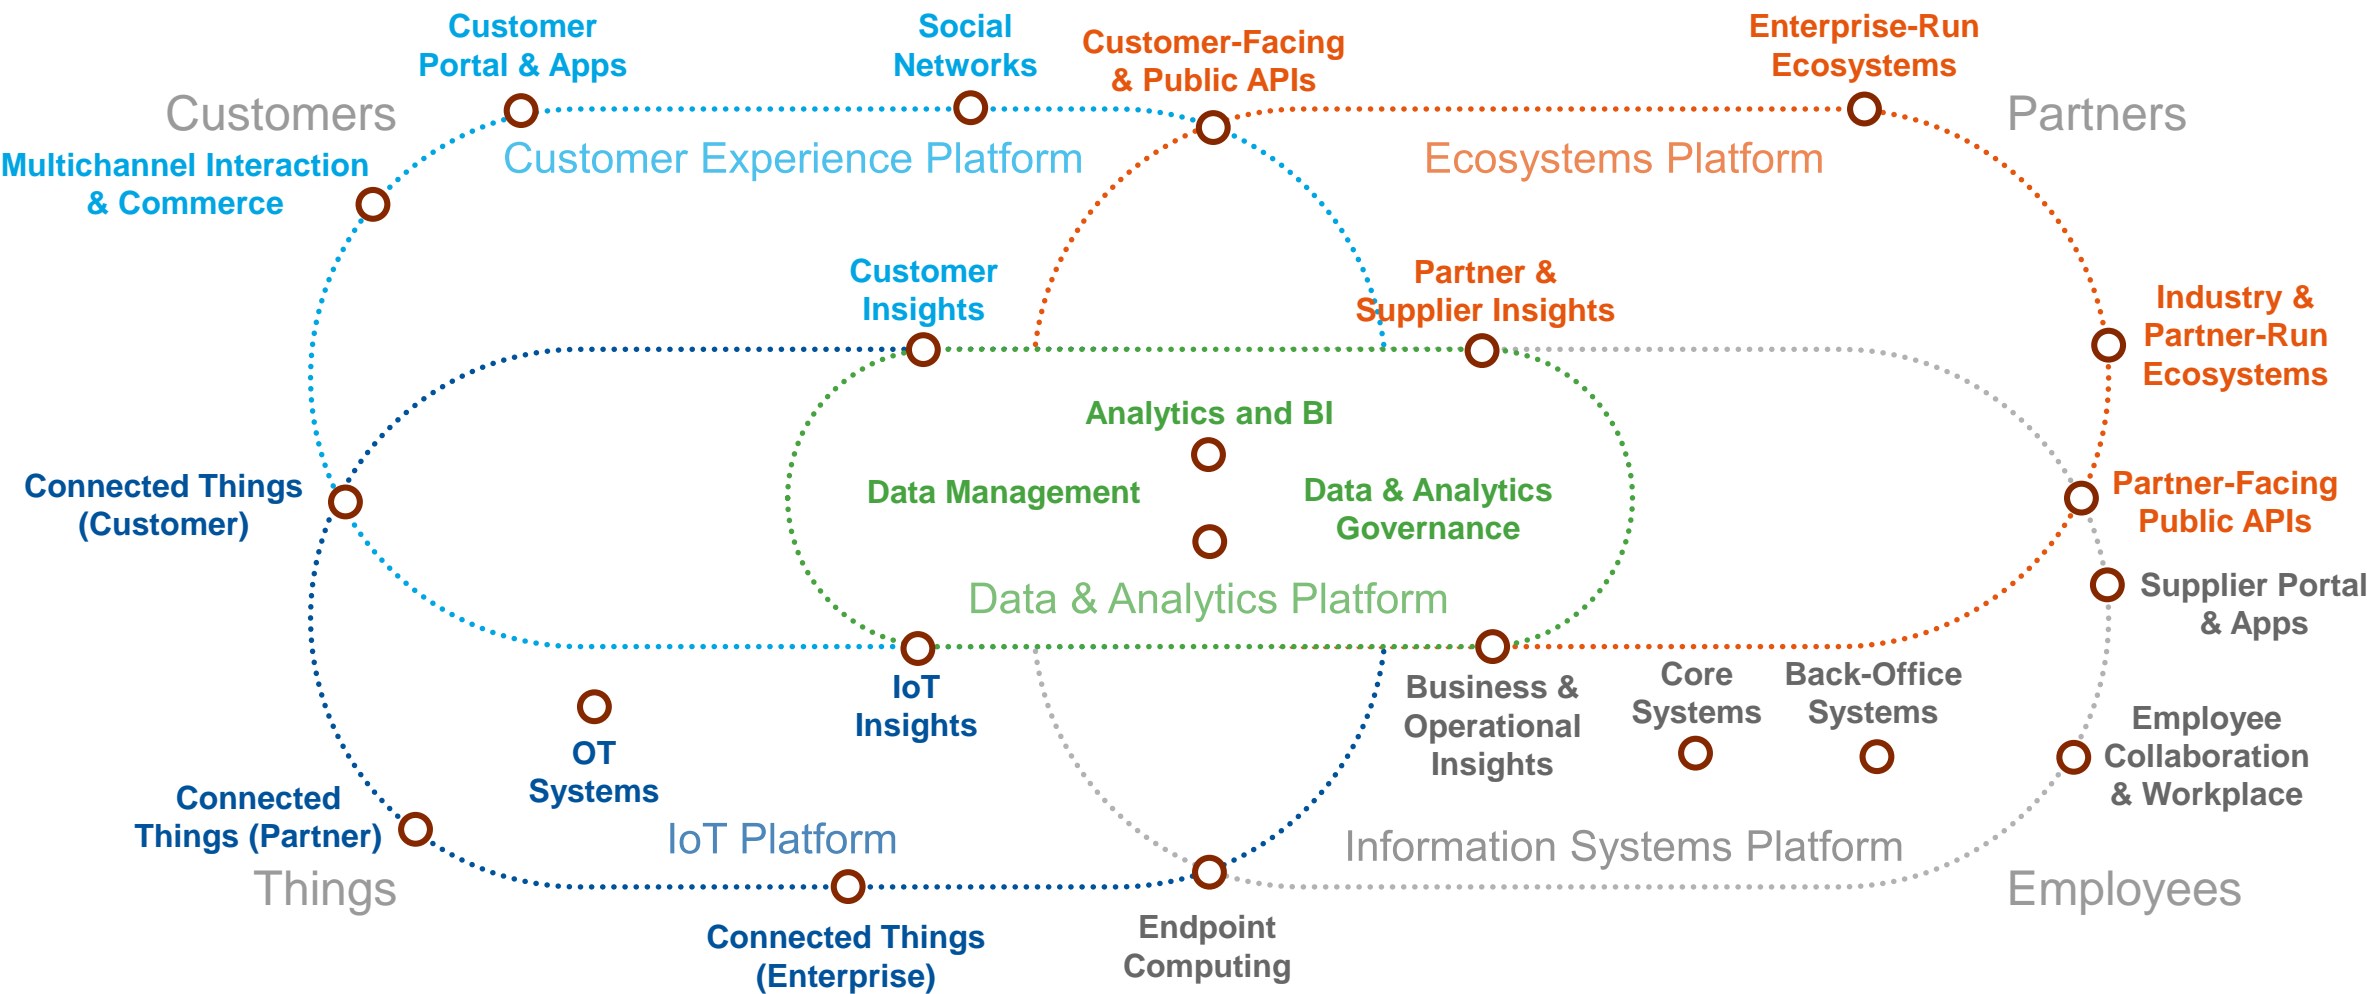 Customer
Portal & Apps
Social
Networks
Customer-Facing
& Public APIs
Enterprise-Run
Ecosystems
Customers
Partners
Multichannel Interaction
& Commerce
Customer Experience Platform
Ecosystems Platform
Customer
Insights
Partner &
Supplier Insights
Industry &
Partner-Run
Ecosystems
Analytics and BI
Connected Things
(Customer)
Data Management
Data & Analytics
Governance
Partner-Facing
Public APIs
Data & Analytics Platform
Supplier Portal
& Apps
IoT
Insights
Business &
Operational
Insights
Core
Systems
Back-Office
Systems
OT
Systems
Employee
Collaboration
& Workplace
Connected
Things (Partner)
IoT Platform
Information Systems Platform
Things
Employees
Connected Things
(Enterprise)
Endpoint
Computing